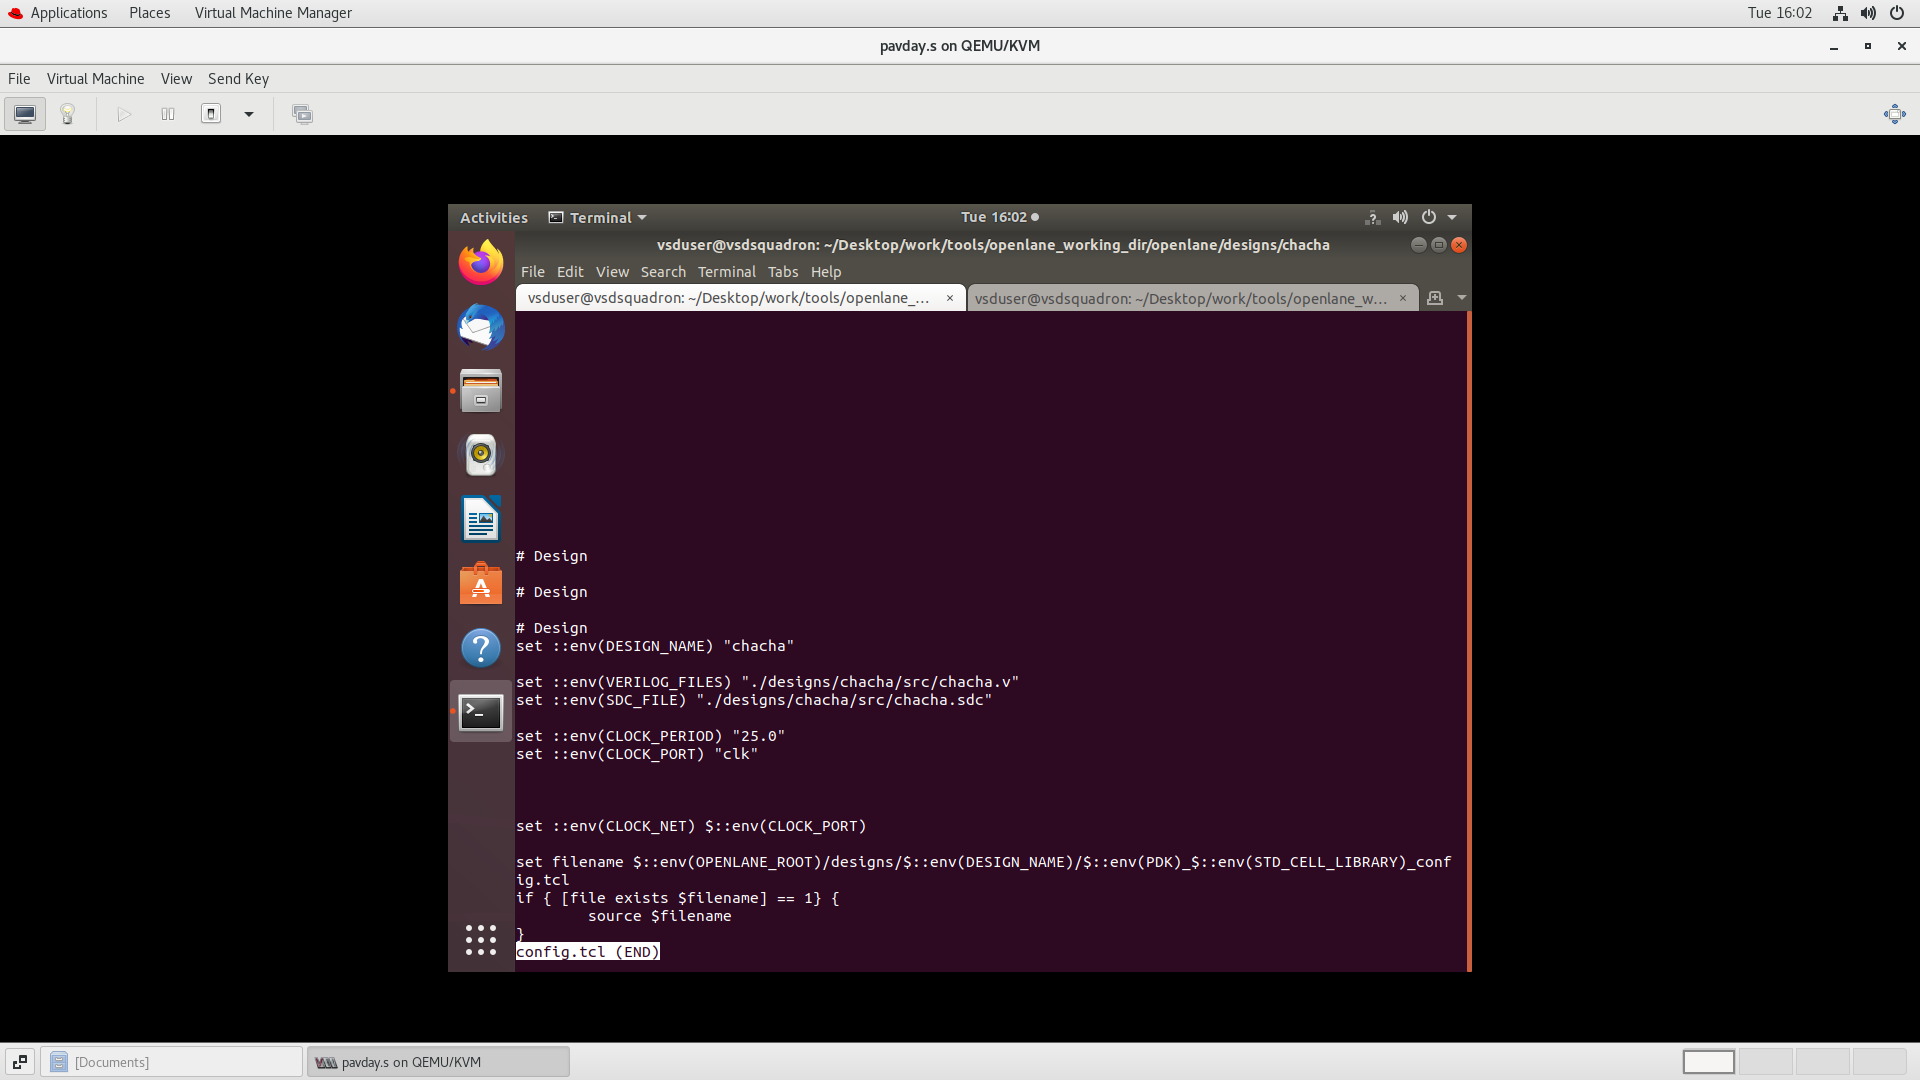 Applications Places Virtual Machine Manager Tue 16:02
pavday.s on QEMU/KVM
File Virtual Machine View Send Key
Activities Terminal Tue 16:02
vsduser@vsdsquadron: ~/Desktop/work/tools/openlane_working_dir/openlane/designs/chacha
File Edit View Search Terminal Tabs Help
vsduser@vsdsquadron: ~/Desktop/work/tools/openlane_... × vsduser@vsdsquadron: ~/Desktop/work/tools/openlane_w... ×
# Design
# Design
# Design
set ::env(DESIGN_NAME) "chacha"
set ::env(VERILOG_FILES) "./designs/chacha/src/chacha.v"
set ::env(SDC_FILE) "./designs/chacha/src/chacha.sdc"
set ::env(CLOCK_PERIOD) "25.0"
set ::env(CLOCK_PORT) "clk"
set ::env(CLOCK_NET) $::env(CLOCK_PORT)
set filename $::env(OPENLANE_ROOT)/designs/$::env(DESIGN_NAME)/$::env(PDK)_$::env(STD_CELL_LIBRARY)_conf
ig.tcl
if { [file exists $filename] == 1} {
source $filename
}
config.tcl (END)
[Documents] pavday.s on QEMU/KVM